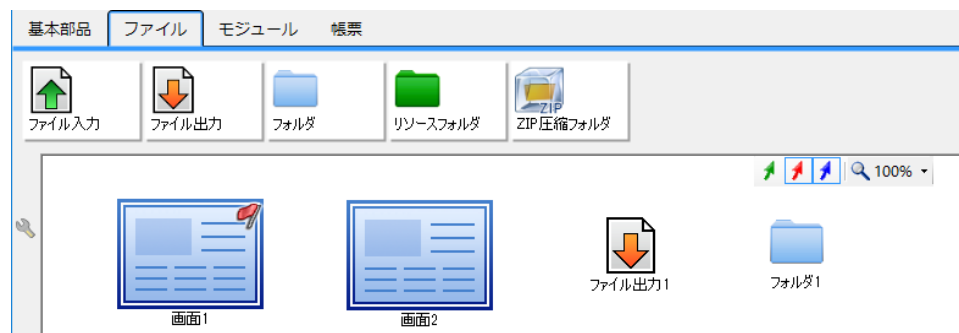 基本部品 ファイル モジュール 帳票
ファイル入力 ファイル出力 フォルダ リソースフォルダ ZIP圧縮フォルダ
ZIP
100%
画面1 画面2 ファイル出力1 フォルダ1